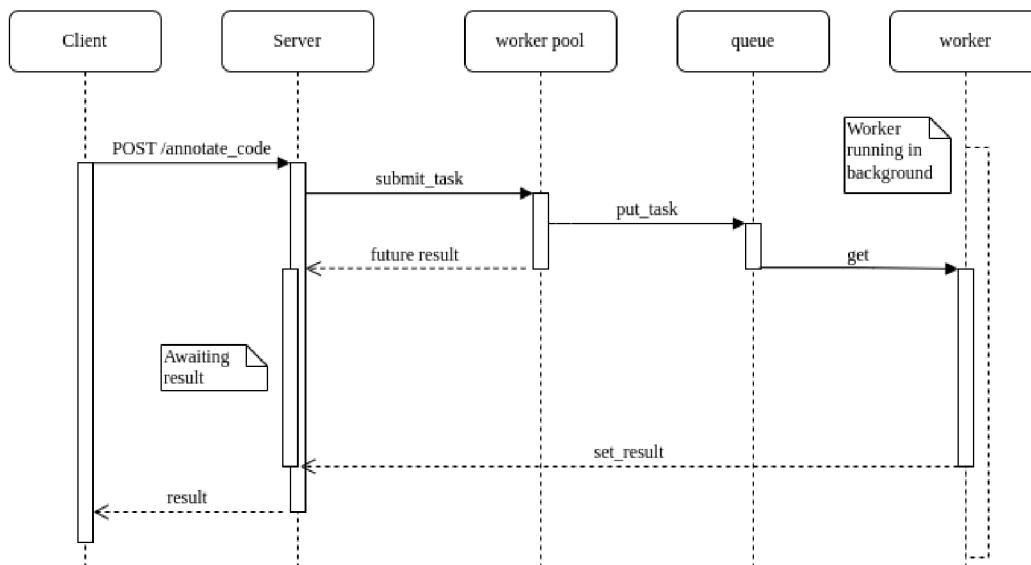 Client
Server
worker pool
queue
worker
Worker
running in
background
POST /annotate_code
submit_task
put_task
future result
get
Awaiting
result
set_result
result